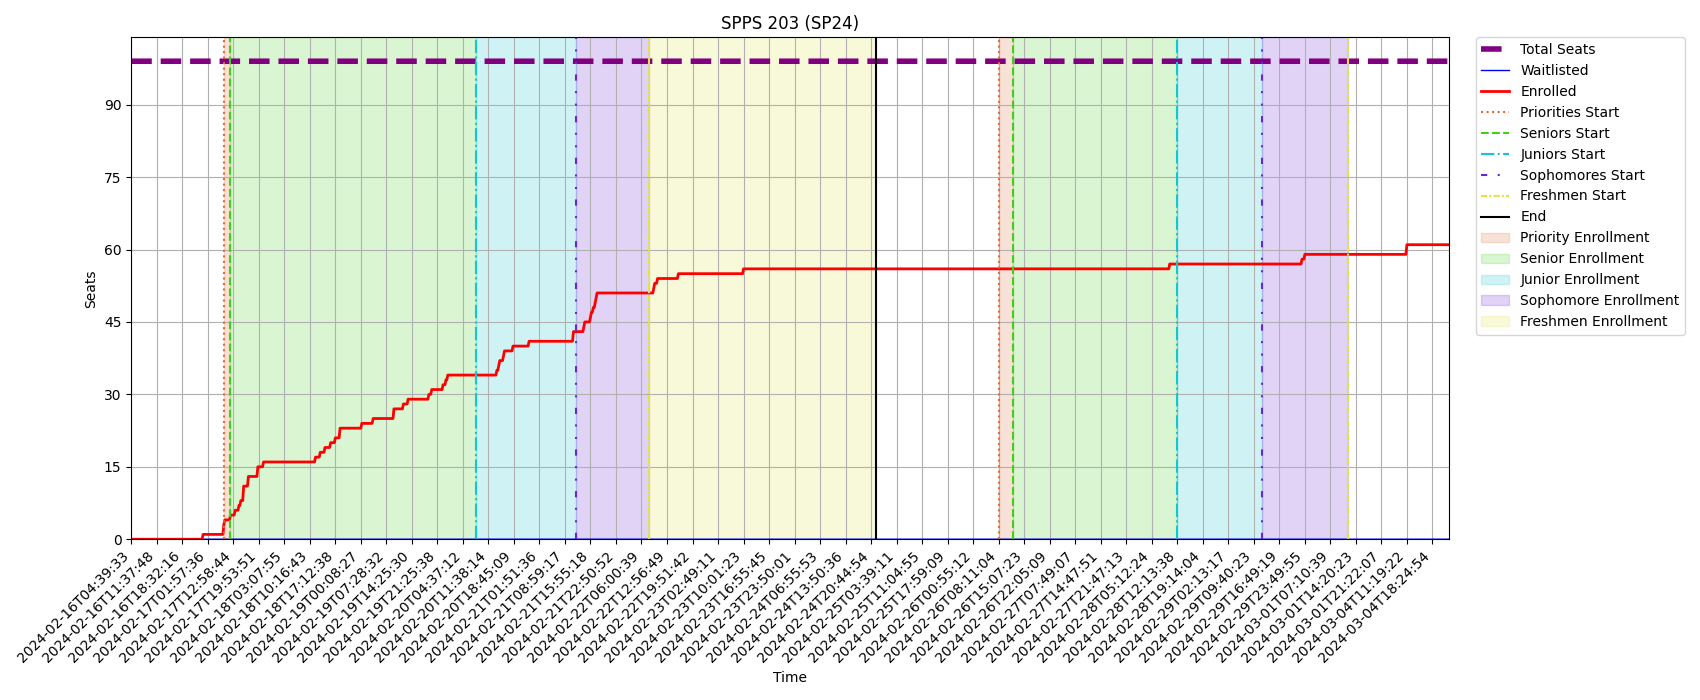 SPPS 203 (SP24)
Seats
90
75
60
45
30
15
0
2024-02-16T04:39:33
2024-02-16T11:37:48
2024-02-16T18:32:16
2024-02-17T01:57:36
2024-02-17T12:58:44
2024-02-17T19:53:51
2024-02-18T03:07:55
2024-02-18T10:16:43
2024-02-18T17:12:38
2024-02-19T00:08:27
2024-02-19T07:28:32
2024-02-19T14:25:30
2024-02-19T21:25:38
2024-02-20T04:37:12
2024-02-20T11:38:14
2024-02-20T18:45:09
2024-02-21T01:51:36
2024-02-21T08:59:17
2024-02-21T15:55:18
2024-02-21T22:50:52
2024-02-22T06:00:39
2024-02-22T12:56:49
2024-02-22T19:51:42
2024-02-23T02:49:11
2024-02-23T10:01:23
2024-02-23T16:55:45
2024-02-23T23:50:01
2024-02-24T06:55:53
2024-02-24T13:50:36
2024-02-24T20:44:54
2024-02-25T03:39:11
2024-02-25T11:04:55
2024-02-25T17:59:09
2024-02-26T00:55:12
2024-02-26T08:11:04
2024-02-26T15:07:23
2024-02-26T22:05:09
2024-02-27T07:49:07
2024-02-27T14:47:51
2024-02-27T21:47:13
2024-02-28T05:12:24
2024-02-28T12:13:38
2024-02-28T19:14:04
2024-02-29T02:13:17
2024-02-29T09:40:23
2024-02-29T16:49:19
2024-02-29T23:49:55
2024-03-01T07:10:39
2024-03-01T14:20:23
2024-03-01T21:22:07
2024-03-04T11:19:22
2024-03-04T18:24:54
Time
Total Seats
Waitlisted
Enrolled
Priorities Start
Seniors Start
Juniors Start
Sophomores Start
Freshmen Start
End
Priority Enrollment
Senior Enrollment
Junior Enrollment
Sophomore Enrollment
Freshmen Enrollment